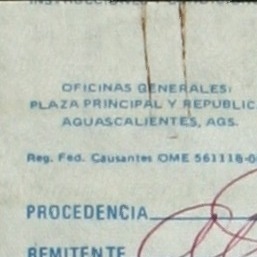 OFICINAS GENERALES:
PLAZA PRINCIPAL Y REPUBLIC
AGUASCALIENTES, AGS.
Reg. Fed. Causantes OME 561118-0
PROCEDENCIA
REMITENTE